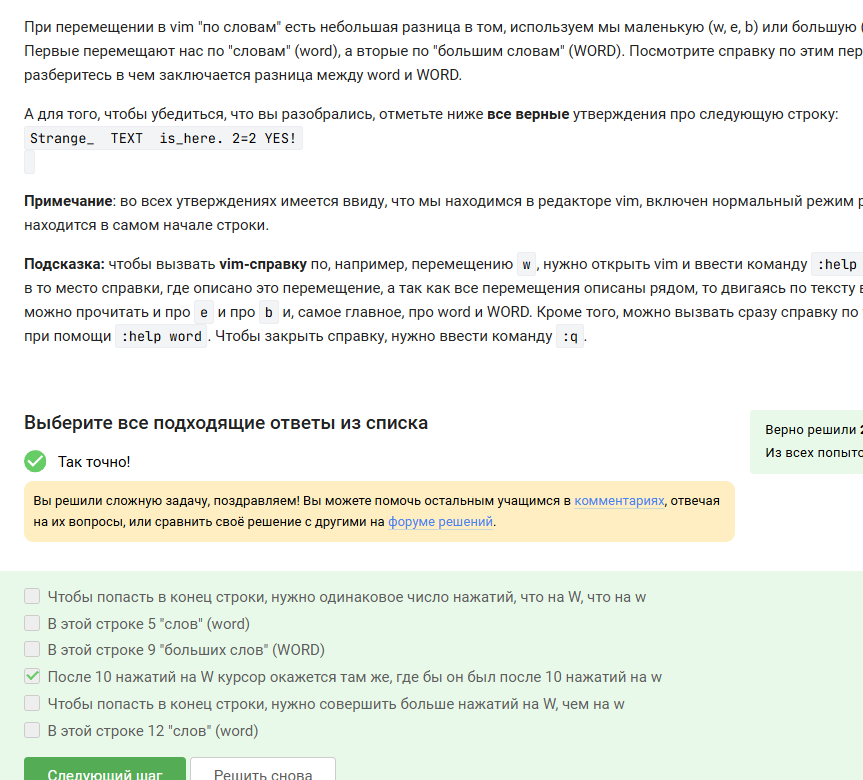 При перемещении в vim "по словам" есть небольшая разница в том, используем мы маленькую (w, e, b) или большую (
Первые перемещают нас по "словам" (word), а вторые по "большим словам" (WORD). Посмотрите справку по этим
разберитесь в чем заключается разница между word и WORD.
А для того, чтобы убедиться, что вы разобрались, отметьте ниже все верные утверждения про следующую строку:
Strange_  TEXT  is_here. 2=2 YES!
Примечание: во всех утверждениях имеется ввиду, что мы находимся в редакторе vim, включен нормальный режим
находится в самом начале строки.
Подсказка: чтобы вызвать vim-справку по, например, перемещению w, нужно открыть vim и ввести команду :help
в то место справки, где описано это перемещение, а так как все перемещения описаны рядом, то двигаясь по тексту
можно прочитать и про e и про b и, самое главное, про word и WORD. Кроме того, можно вызвать сразу справку по
при помощи :help word. Чтобы закрыть справку, нужно ввести команду :q.
Выберите все подходящие ответы из списка
Верно решили 2
Из всех
Так точно!
Вы решили сложную задачу, поздравляем! Вы можете помочь остальным учащимся в комментариях, отвечая
на их вопросы, или сравнить своё решение с другими на форуме решений.
Чтобы попасть в конец строки, нужно одинаковое число нажатий, что на W, что на w
В этой строке 5 "слов" (word)
В этой строке 9 "больших слов" (WORD)
После 10 нажатий на W курсор окажется там же, где бы он был после 10 нажатий на w
Чтобы попасть в конец строки, нужно совершить больше нажатий на W, чем на w
В этой строке 12 "слов" (word)
Следующий шаг
Решить снова